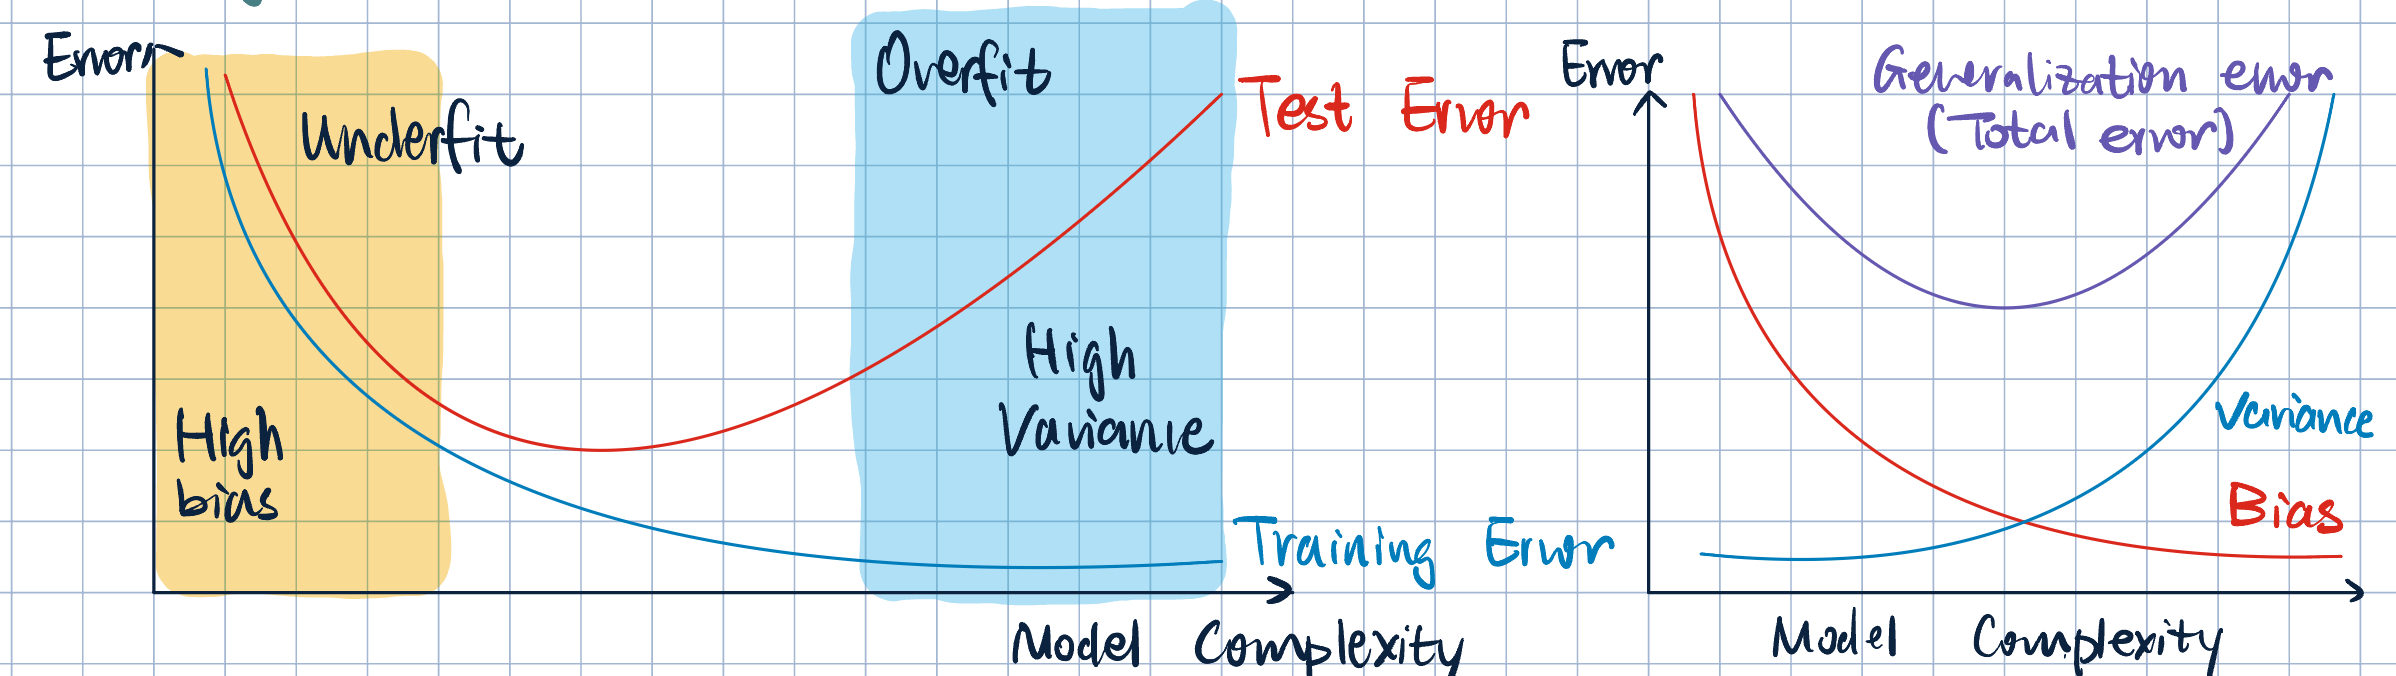 Error
Underfit
High
bias
Overfit
High
Variance
Test Error
Training Error
Model Complexity
Error
Generalization error
(Total error)
Variance
Bias
Model Complexity